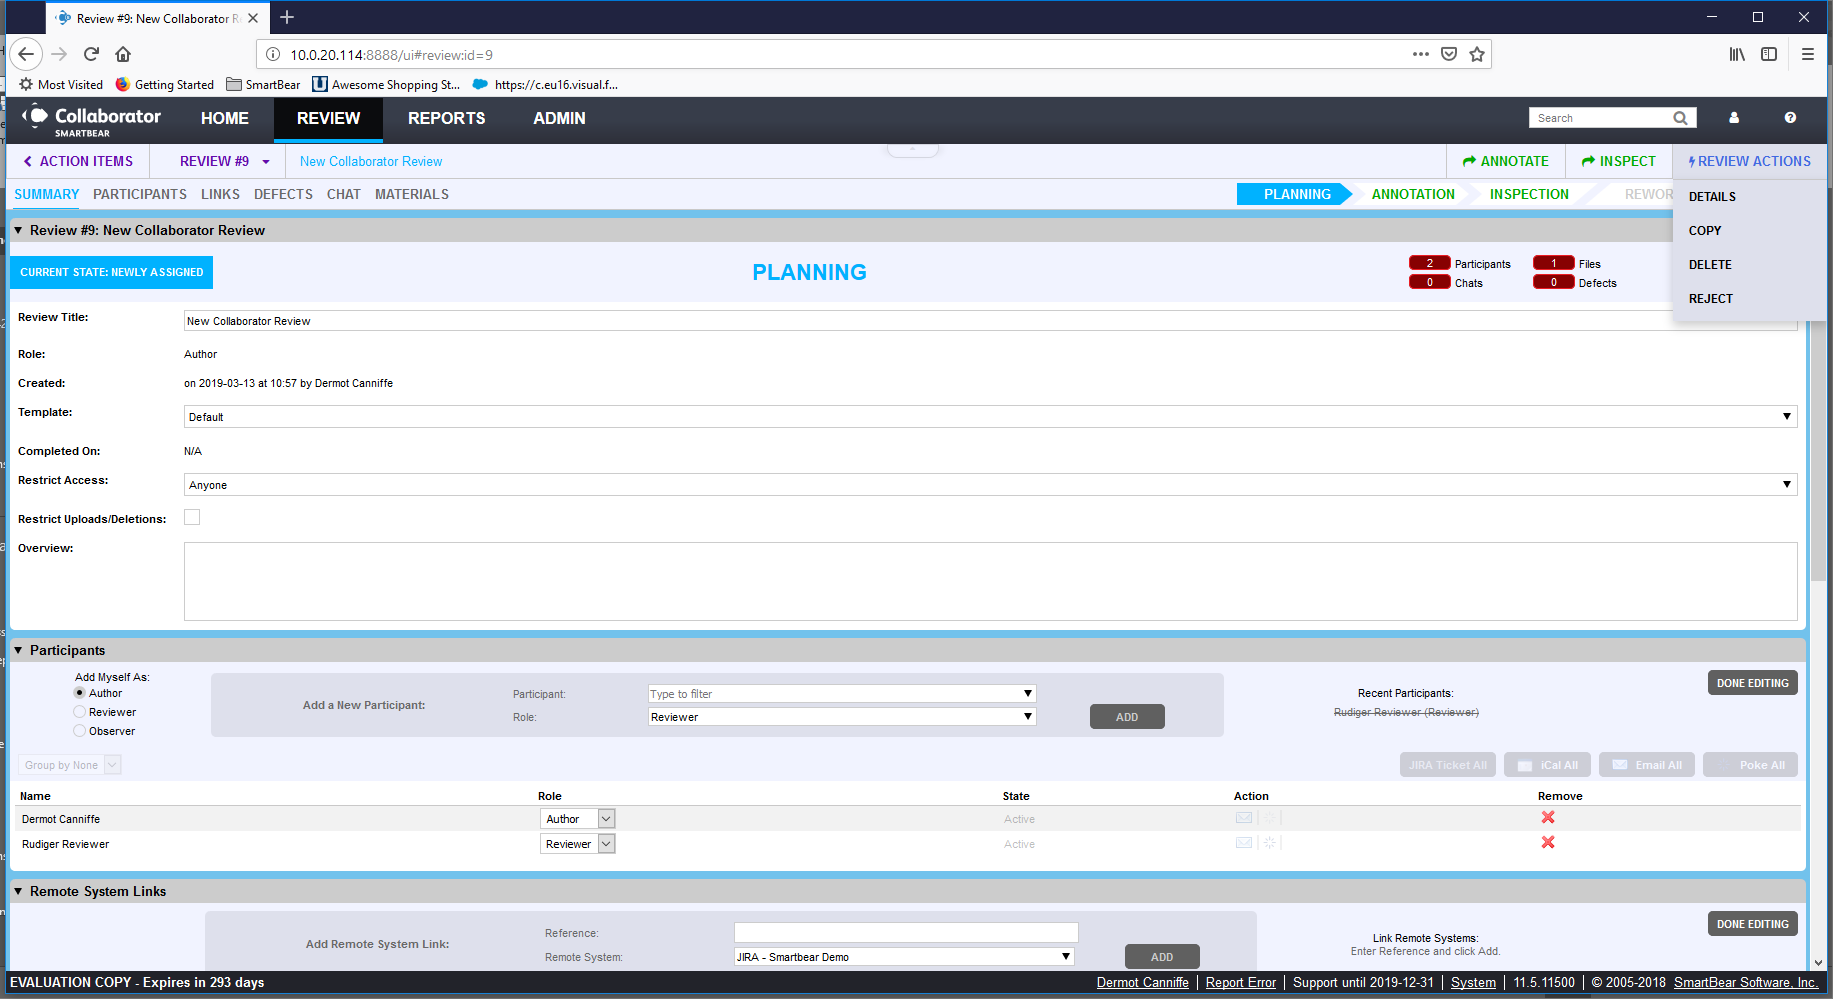 Review #9: New Collaborator R
10.0.20.114:8888/ui#review:id=9
Most Visited Getting Started SmartBear Awesome Shopping St... https://c.eu16.visual.f...
Collaborator
SMARTBEAR
HOME REVIEW REPORTS ADMIN Search
ACTION ITEMS REVIEW #9 New Collaborator Review ANNOTATE INSPECT REVIEW ACTIONS
SUMMARY PARTICIPANTS LINKS DEFECTS CHAT MATERIALS PLANNING ANNOTATION INSPECTION REWOR
DETAILS
COPY
DELETE
REJECT
Review #9: New Collaborator Review
CURRENT STATE: NEWLY ASSIGNED PLANNING
2 Participants 1 Files
0 Chats 0 Defects
Review Title: New Collaborator Review
Role: Author
Created: on 2019-03-13 at 10:57 by Dermot Canniffe
Template: Default
Completed On: N/A
Restrict Access: Anyone
Restrict Uploads/Deletions:
Overview:
Participants
Add Myself As:
Author
Reviewer
Observer
Add a New Participant:
Participant: Type to filter
Role: Reviewer
ADD
Recent Participants:
Rudiger Reviewer (Reviewer)
DONE EDITING
Group by None JIRA Ticket All iCal All Email All Poke All
Name Role State Action Remove
Dermot Canniffe Author Active
Rudiger Reviewer Reviewer Active
Remote System Links
Add Remote System Link:
Reference:
Remote System: JIRA - Smartbear Demo
ADD
Link Remote Systems:
Enter Reference and click Add.
DONE EDITING
EVALUATION COPY - Expires in 293 days Dermot Canniffe | Report Error | Support until 2019-12-31 | System | 11.5.11500 | © 2005-2018 SmartBear Software, Inc.